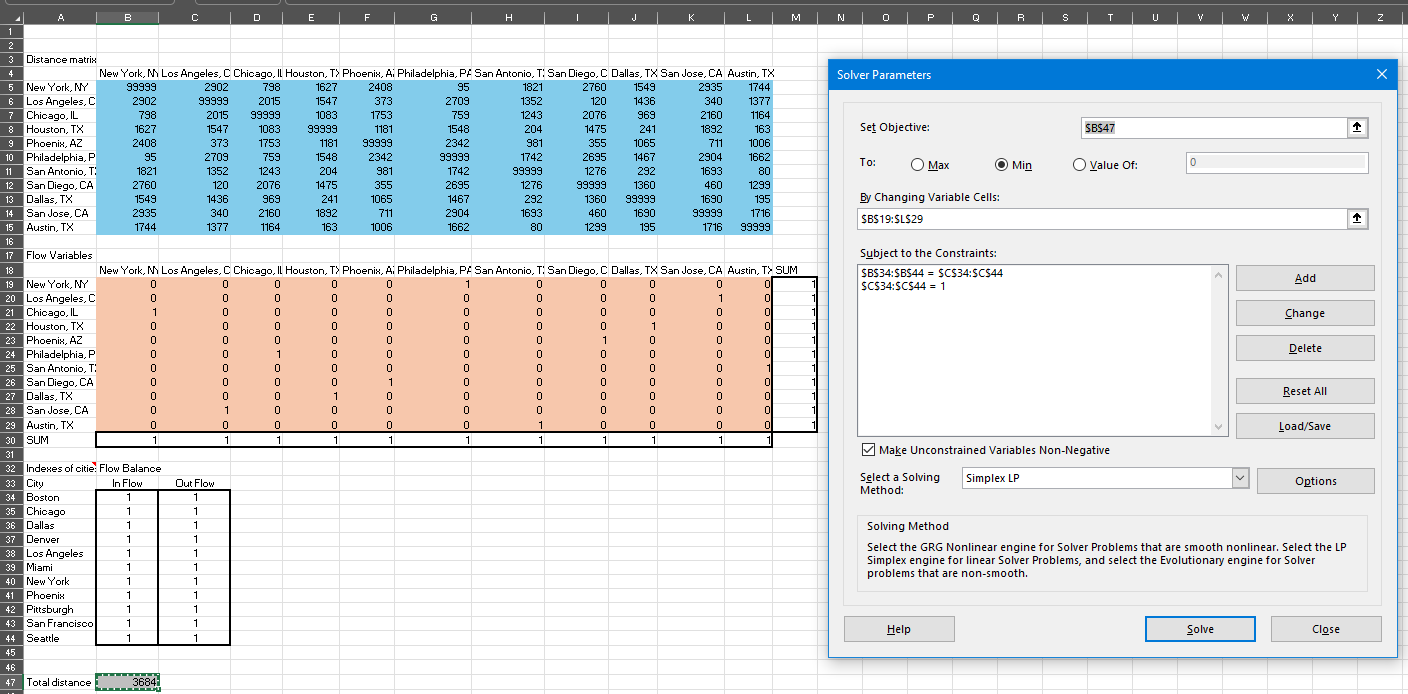 A B C D E F G H I J K L M N O P Q R S T U V W X Y Z
1
2
3 Distance matrix
4 New York, NY Los Angeles, C Chicago, IL Houston, TX Phoenix, AZ Philadelphia, PA San Antonio, T San Diego, C Dallas, TX San Jose, CA Austin, TX
5 New York, NY 99999 2902 798 1627 2408 95 1821 2760 1549 2935 1744
6 Los Angeles, C 2902 99999 2015 1547 373 2709 1352 120 1436 340 1377
7 Chicago, IL 798 2015 99999 1083 1753 759 1243 2076 969 2160 1164
8 Houston, TX 1627 1547 1083 99999 1181 1548 204 1475 241 1892 163
9 Phoenix, AZ 2408 373 1753 1181 99999 2342 981 355 1065 711 1006
10 Philadelphia, P 95 2709 759 1548 2342 99999 1742 2695 1467 2904 1662
11 San Antonio, T 1821 1352 1243 204 981 1742 99999 1276 292 1693 80
12 San Diego, CA 2760 120 2076 1475 355 2695 1276 99999 1360 460 1299
13 Dallas, TX 1549 1436 969 241 1065 1467 292 1360 99999 1690 195
14 San Jose, CA 2935 340 2160 1892 711 2904 1693 460 1690 99999 1716
15 Austin, TX 1744 1377 1164 163 1006 1662 80 1299 195 1716 99999
16
17 Flow Variables
18 New York, NY Los Angeles, C Chicago, IL Houston, TX Phoenix, AZ Philadelphia, PA San Antonio, T San Diego, C Dallas, TX San Jose, CA Austin, TX SUM
19 New York, NY 0 0 0 0 0 1 0 0 0 0 0 1
20 Los Angeles, C 0 0 0 0 0 0 0 0 0 1 0 1
21 Chicago, IL 1 0 0 0 0 0 0 0 0 0 0 1
22 Houston, TX 0 0 0 0 0 0 0 0 1 0 0 1
23 Phoenix, AZ 0 0 0 0 0 0 0 1 0 0 0 1
24 Philadelphia, P 0 0 1 0 0 0 0 0 0 0 0 1
25 San Antonio, T 0 0 0 0 0 0 0 0 0 0 1 1
26 San Diego, CA 0 0 0 0 1 0 0 0 0 0 0 1
27 Dallas, TX 0 0 0 1 0 0 0 0 0 0 0 1
28 San Jose, CA 0 1 0 0 0 0 0 0 0 0 0 1
29 Austin, TX 0 0 0 0 0 0 1 0 0 0 0 1
30 SUM 1 1 1 1 1 1 1 1 1 1 1
31
32 Indexes of citie Flow Balance
33 City In Flow Out Flow
34 Boston 1 1
35 Chicago 1 1
36 Dallas 1 1
37 Denver 1 1
38 Los Angeles 1 1
39 Miami 1 1
40 New York 1 1
41 Phoenix 1 1
42 Pittsburgh 1 1
43 San Francisco 1 1
44 Seattle 1 1
45
46
47 Total distance 3684
Solver Parameters
Set Objective: $B$47
To: Max Min Value Of: 0
By Changing Variable Cells:
$B$19:$L$29
Subject to the Constraints:
$B$34:$B$44 = $C$34:$C$44
$C$34:$C$44 = 1
Add
Change
Delete
Reset All
Load/Save
Make Unconstrained Variables Non-Negative
Select a Solving
Method:
Simplex LP
Options
Solving Method
Select the GRG Nonlinear engine for Solver Problems that are smooth nonlinear. Select the LP
Simplex engine for linear Solver Problems, and select the Evolutionary engine for Solver
problems that are non-smooth.
Help
Solve
Close